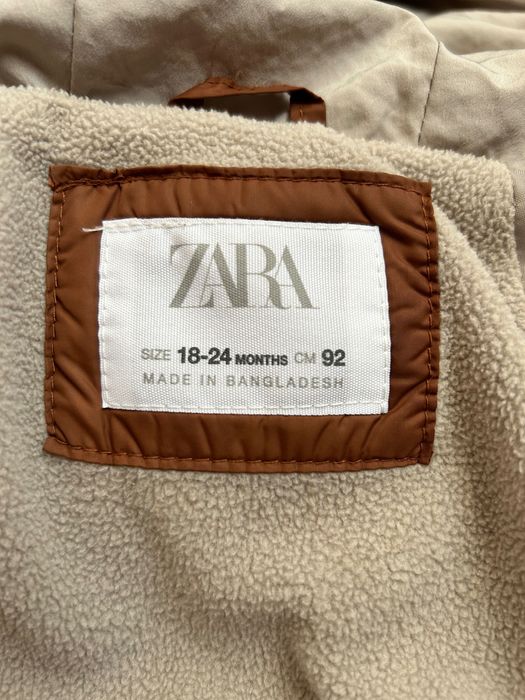 ZARA
SIZE 18-24 MONTHS CM 92
MADE IN BANGLADESH